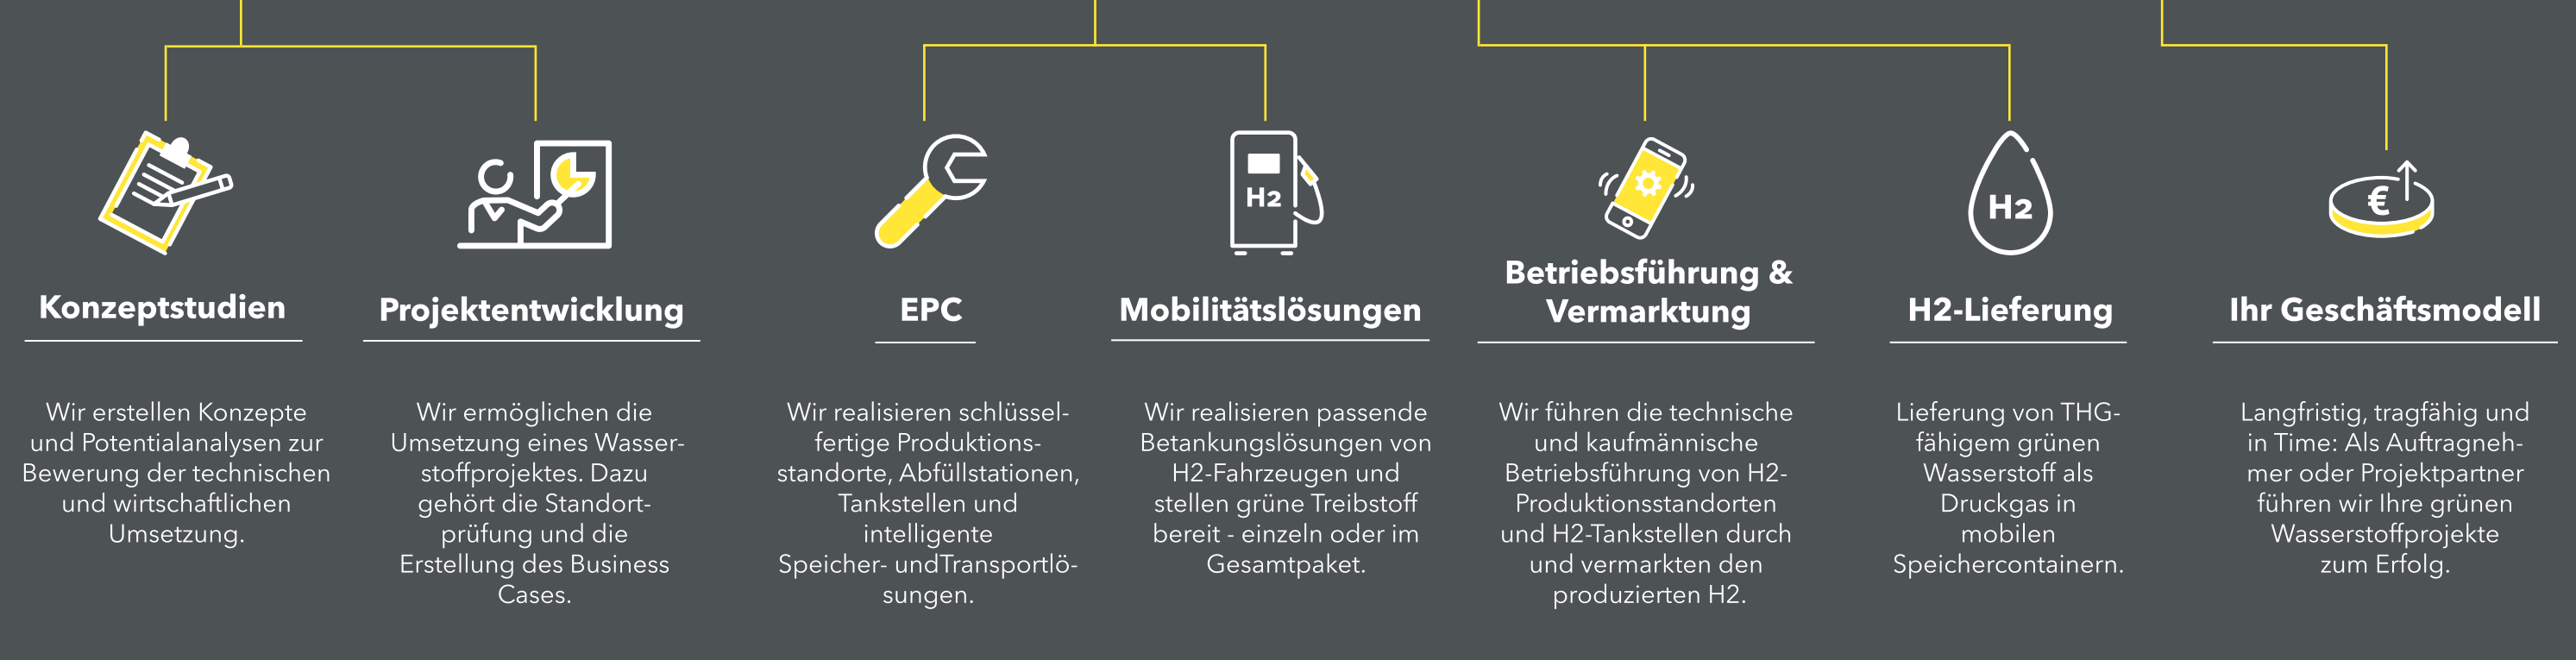 H2
H2
€
Konzeptstudien
Wir erstellen Konzepte
und Potentialanalysen zur
Bewerung der technischen
und wirtschaftlichen
Umsetzung.
Projektentwicklung
Wir ermöglichen die
Umsetzung eines Wasser-
stoffprojektes. Dazu
gehört die Standort-
prüfung und die
Erstellung des Business
Cases.
EPC
Wir realisieren schlüssel-
fertige Produktions-
standorte, Abfüllstationen,
Tankstellen und
intelligente
Speicher- undTransportlö-
sungen.
Mobilitätslösungen
Wir realisieren passende
Betankungslösungen von
H2-Fahrzeugen und
stellen grüne Treibstoff
bereit - einzeln oder im
Gesamtpaket.
Betriebsführung &
Vermarktung
Wir führen die technische
und kaufmännische
Betriebsführung von H2-
Produktionsstandorten
und H2-Tankstellen durch
und vermarkten den
produzierten H2.
H2-Lieferung
Lieferung von THG-
fähigem grünen
Wasserstoff als
Druckgas in
mobilen
Speichercontainern.
Ihr Geschäftsmodell
Langfristig, tragfähig und
in Time: Als Auftragneh-
mer oder Projektpartner
führen wir Ihre grünen
Wasserstoffprojekte
zum Erfolg.